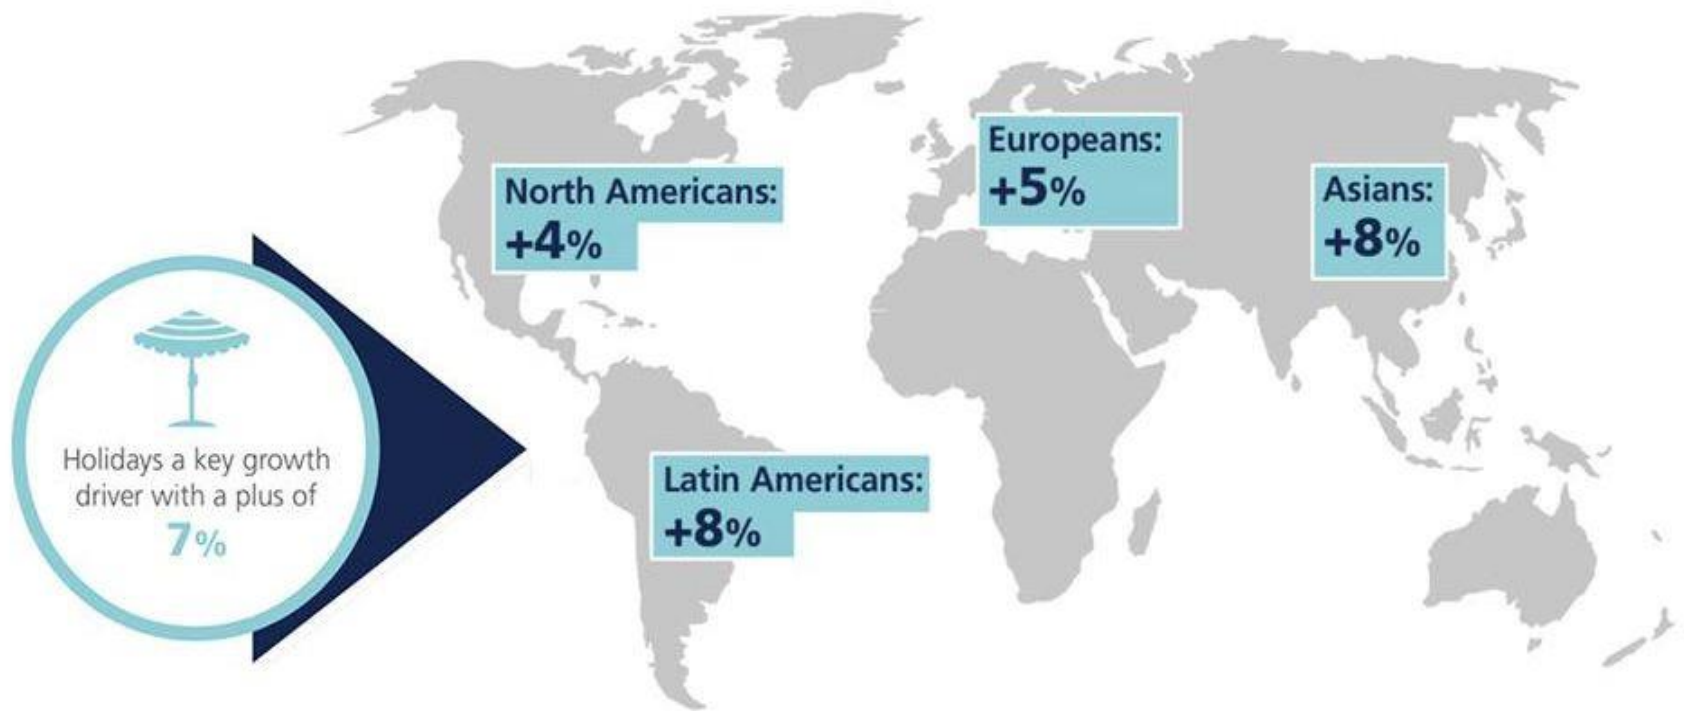 Holidays a key growth
driver with a plus of
7%
North Americans:
+4%
Europeans:
+5%
Asians:
+8%
Latin Americans:
+8%